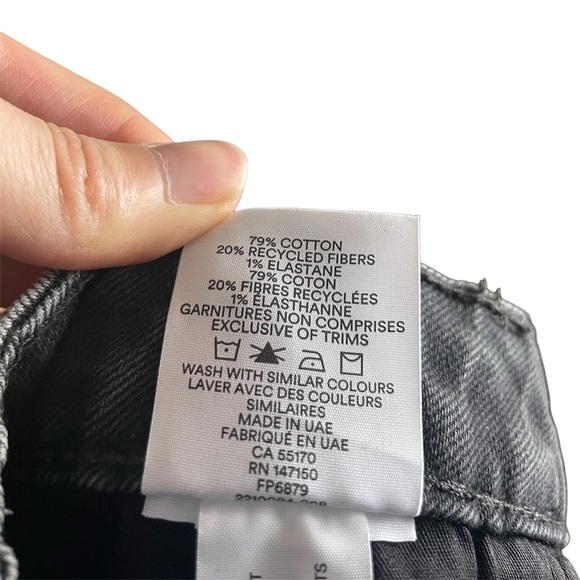 79% COTTON
20% RECYCLED FIBERS
1% ELASTANE
79% COTON
20% FIBRES RECYCLÉES
1% ÉLASTHANNE
GARNITURES NON COMPRISES
EXCLUSIVE OF TRIMS
WASH WITH SIMILAR COLOURS
LAVER AVEC DES COULEURS
SIMILAIRES
MADE IN UAE
FABRIQUÉ EN UAE
CA 55170
RN 147150
FP6879